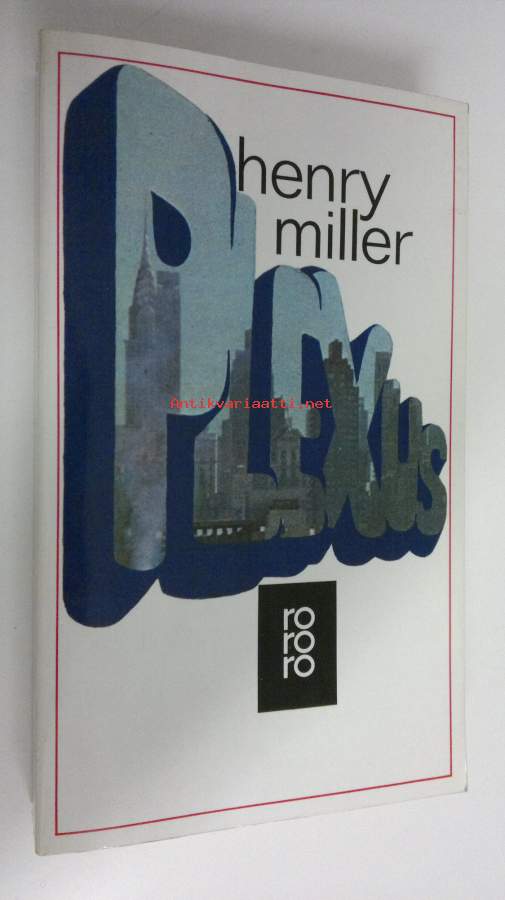 henry
miller
PLEXUS
Antikvariaatti.net
ro
ro
ro